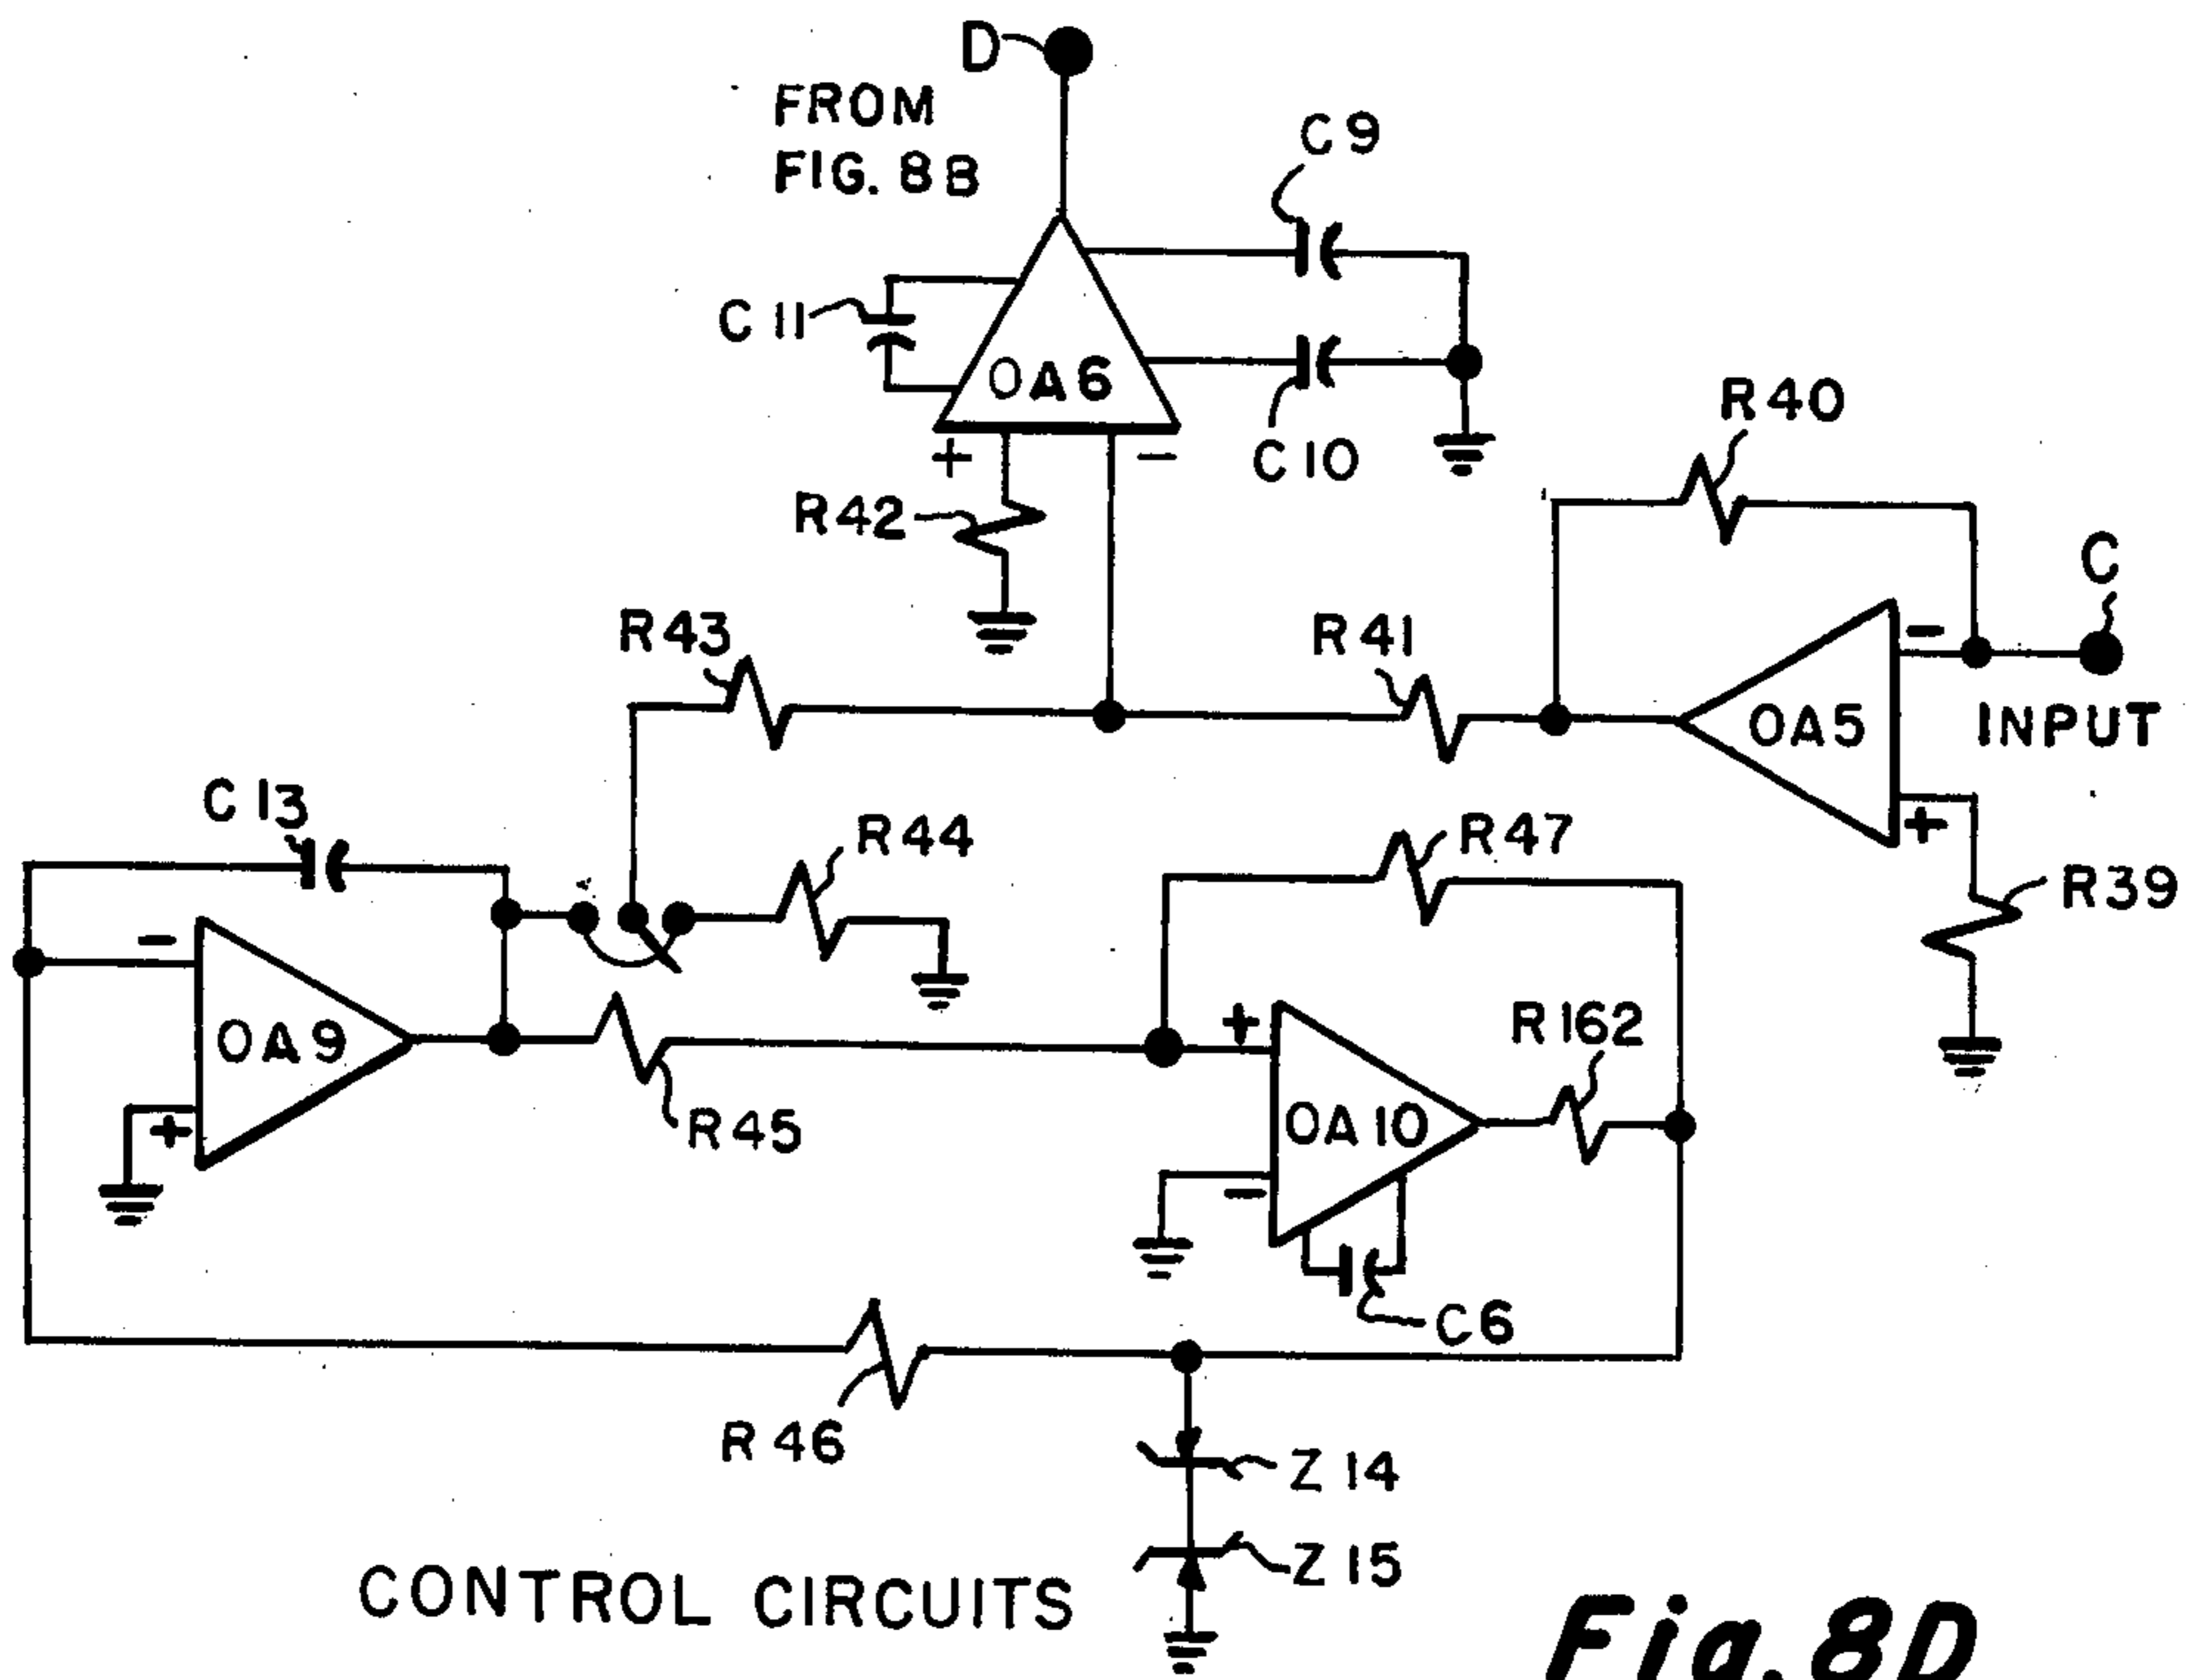 D
FROM
FIG. 8B
C9
C11
OA6
+ -
C10
R40
R42
C
R43
R41
-
OA5
INPUT
+
C13
R44
R47
R39
-
OA9
+
R45
+
R162
OA10
-
C6
R46
Z14
Z15
CONTROL CIRCUITS
Fig. 8D